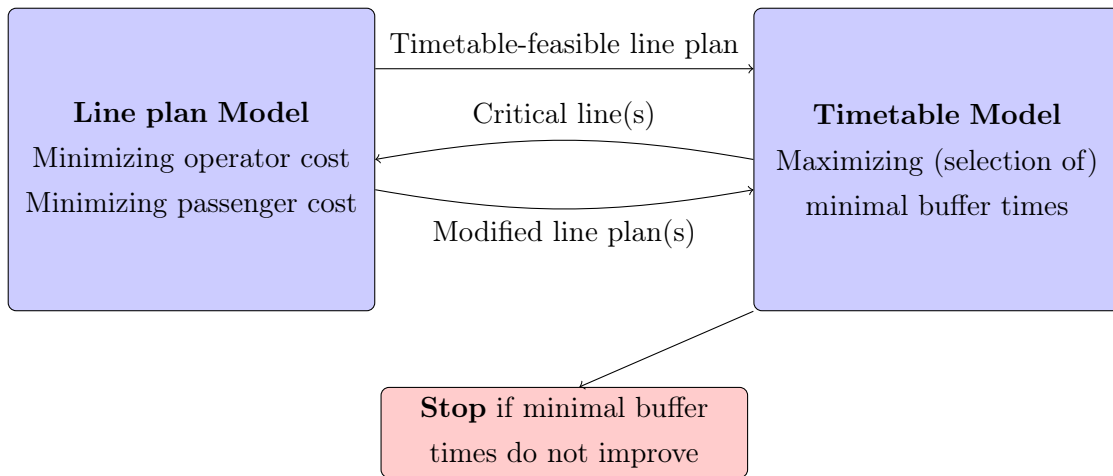 Timetable-feasible line plan
Line plan Model
Minimizing operator cost
Minimizing passenger cost
Critical line(s)
Modified line plan(s)
Timetable Model
Maximizing (selection of)
minimal buffer times
Stop if minimal buffer
times do not improve